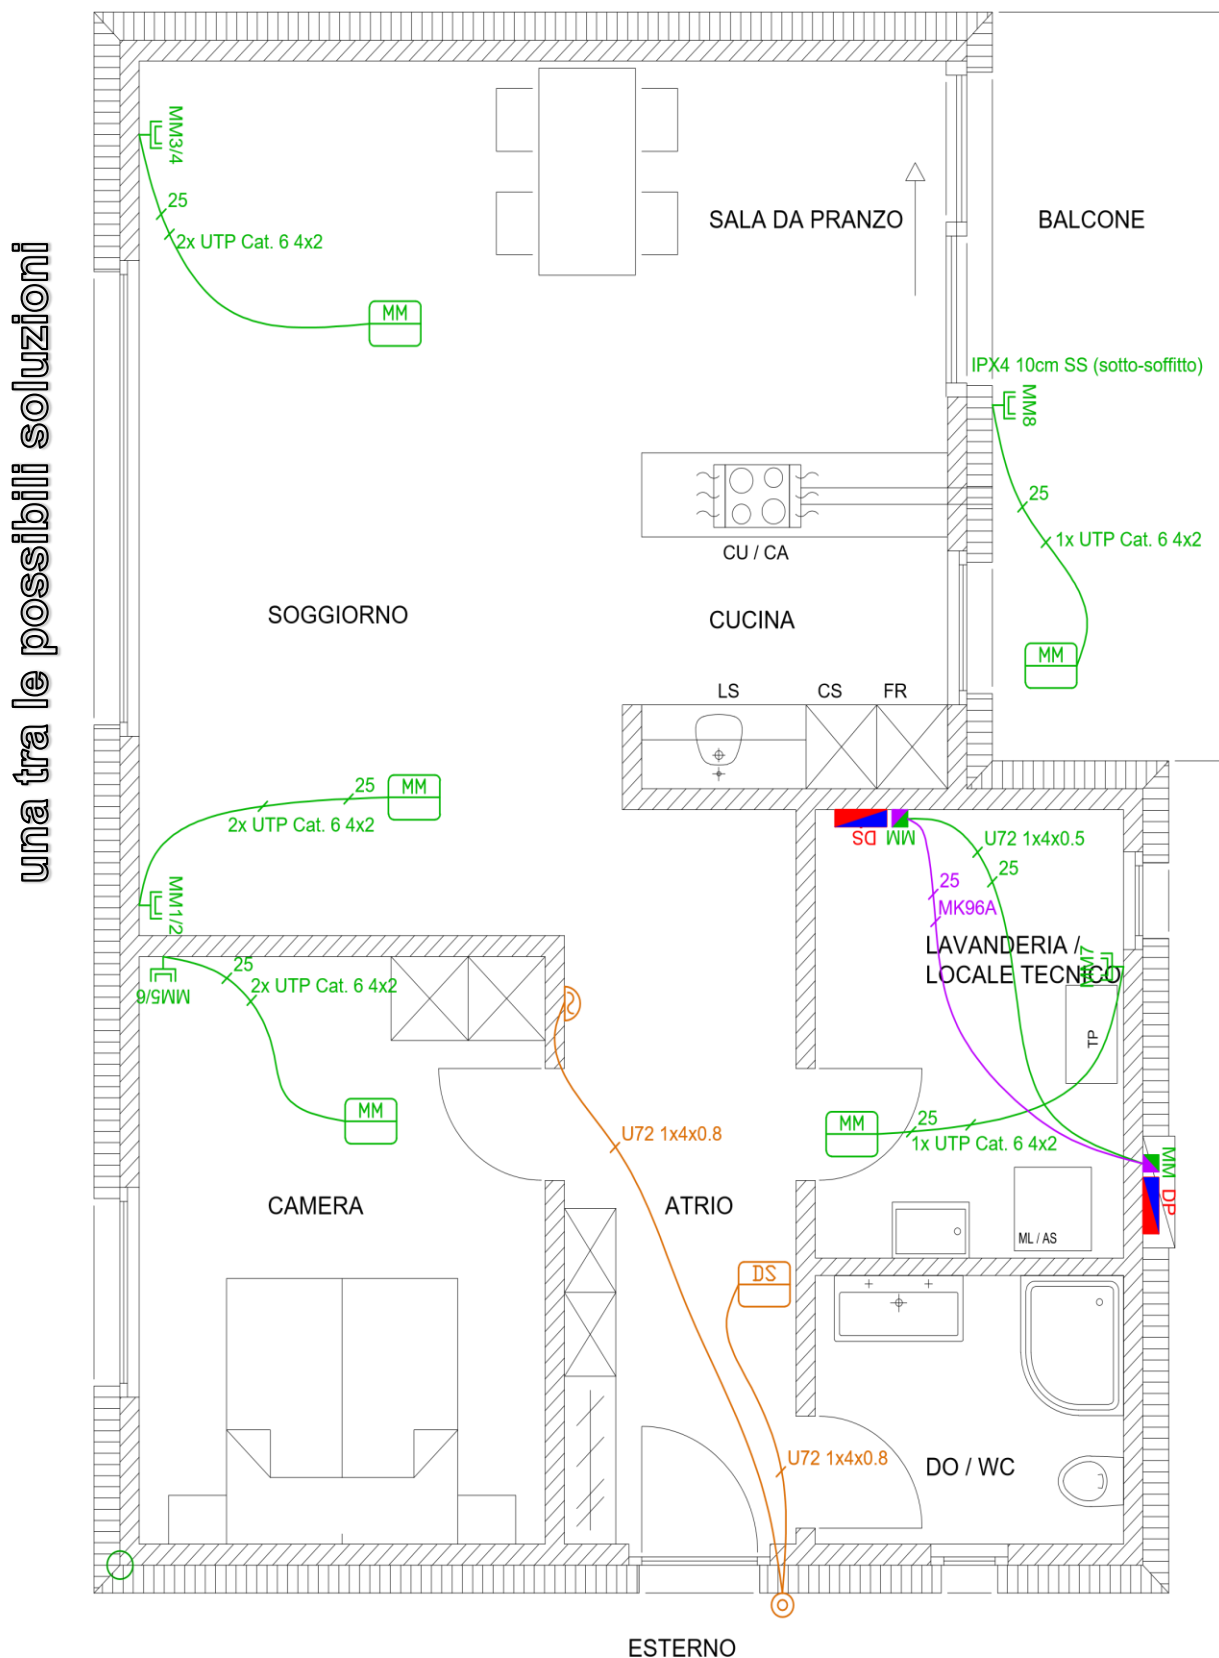 una tra le possibili soluzioni
MM3/4
25
2x UTP Cat. 6 4x2
MM
SALA DA PRANZO
BALCONE
IPX4 10cm SS (sotto-soffitto)
MM8
25
1x UTP Cat. 6 4x2
MM
CU / CA
SOGGIORNO
CUCINA
LS
CS
FR
25
MM
2x UTP Cat. 6 4x2
MM1/2
DS
MM
U72 1x4x0.5
25
25
MK96A
LAVANDERIA /
LOCALE TECNICO
MM7
TP
25
2x UTP Cat. 6 4x2
MM5/6
MM
U72 1x4x0.8
MM
25
1x UTP Cat. 6 4x2
MM
DP
CAMERA
ATRIO
ML / AS
DS
U72 1x4x0.8
DO / WC
ESTERNO